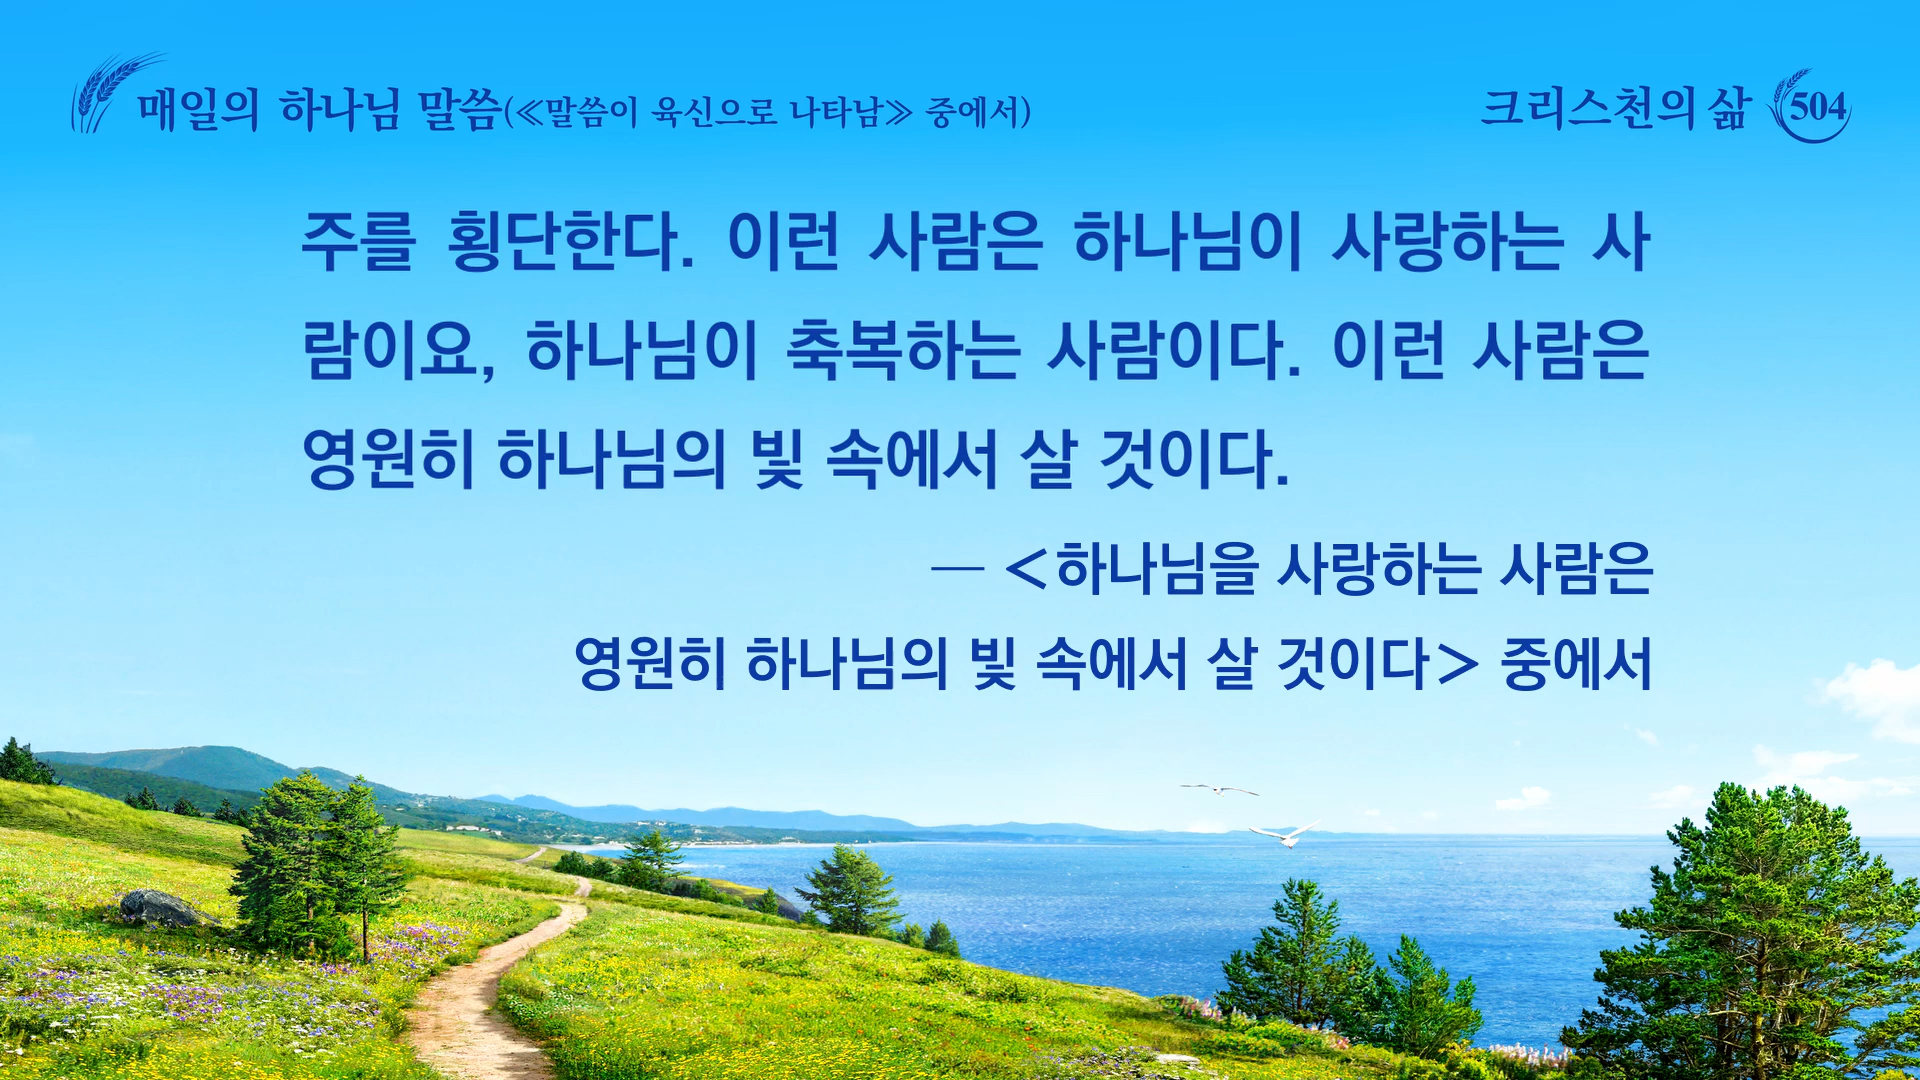 매일의 하나님 말씀(≪말씀이 육신으로 나타남≫ 중에서)
크리스천의 삶 504
주를 횡단한다. 이런 사람은 하나님이 사랑하는 사
람이요, 하나님이 축복하는 사람이다. 이런 사람은
영원히 하나님의 빛 속에서 살 것이다.
― <하나님을 사랑하는 사람은
영원히 하나님의 빛 속에서 살 것이다> 중에서